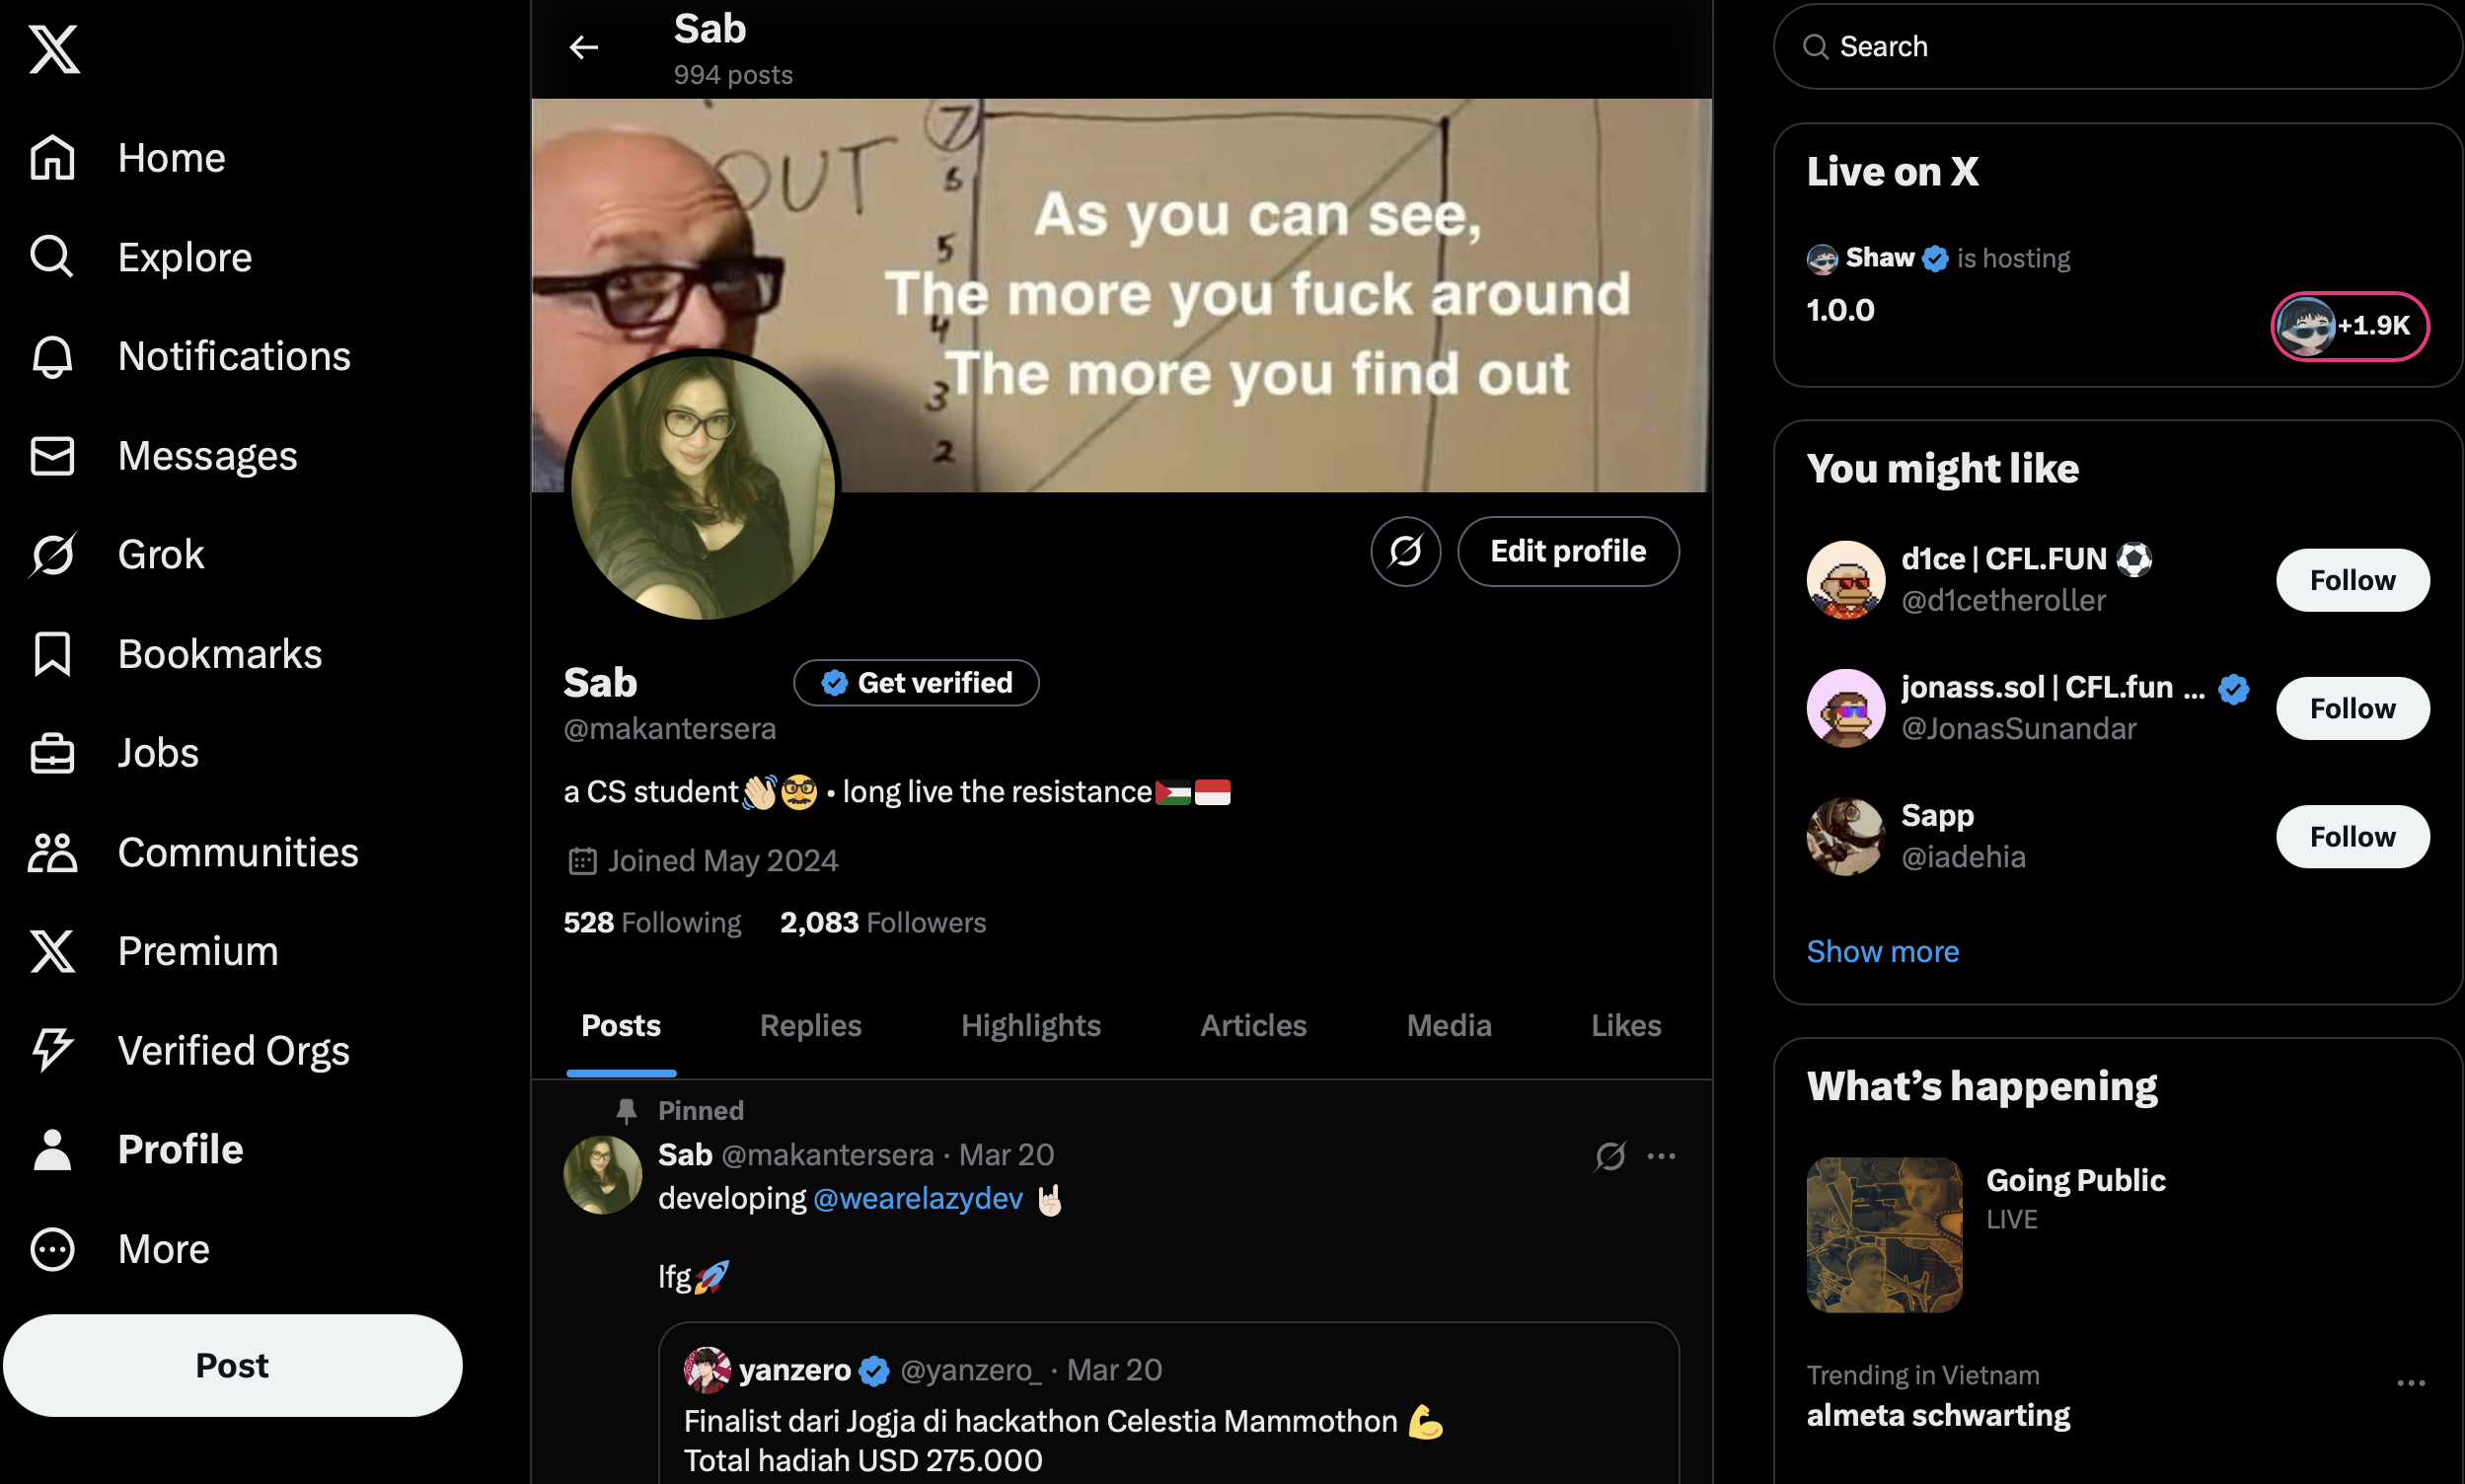 Home
Explore
Notifications
Messages
Grok
Bookmarks
Jobs
Communities
Premium
Verified Orgs
Profile
More
Post
Sab
994 posts
OUT
7
6
5
4
3
2
As you can see,
The more you fuck around
The more you find out
Edit profile
Sab
Get verified
@makantersera
a CS student👋🏻🥸 • long live the resistance🇵🇸🇮🇩
Joined May 2024
528 Following 2,083 Followers
Posts Replies Highlights Articles Media Likes
Pinned
Sab @makantersera · Mar 20
developing @wearelazydev 🤘🏻
lfg🚀
yanzero @yanzero_ · Mar 20
Finalist dari Jogja di hackathon Celestia Mammothon 💪
Total hadiah USD 275.000
Search
Live on X
Shaw is hosting
1.0.0
+1.9K
You might like
d1ce | CFL.FUN ⚽
@d1cetheroller
Follow
jonass.sol | CFL.fun ...
@JonasSunandar
Follow
Sapp
@iadehia
Follow
Show more
What’s happening
Going Public
LIVE
Trending in Vietnam
almeta schwarting